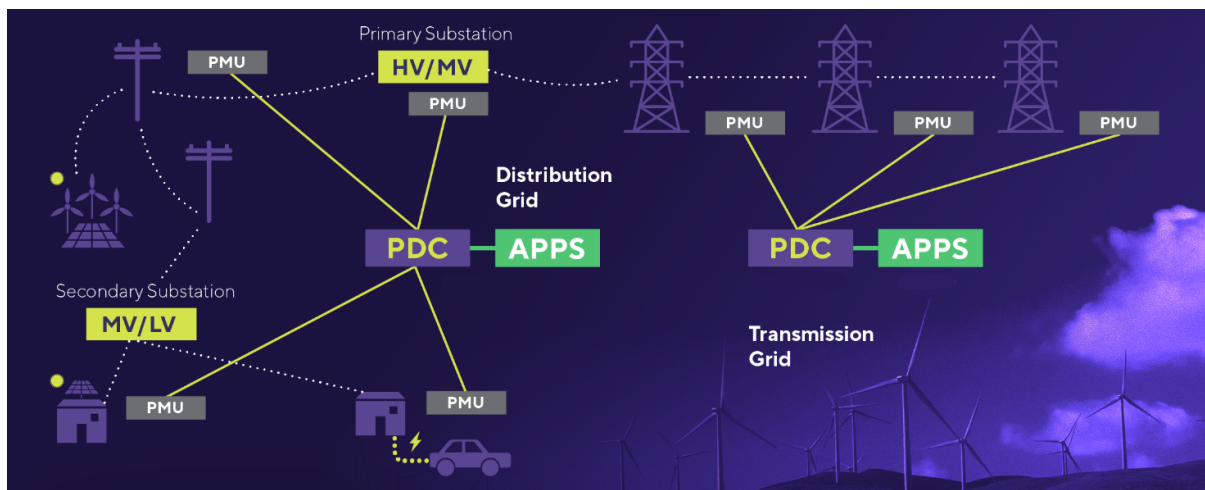 Primary Substation
HV/MV
PMU
PMU
PMU
PMU
PMU
Distribution
Grid
PDC
APPS
PDC
APPS
Secondary Substation
MV/LV
Transmission
Grid
PMU
PMU